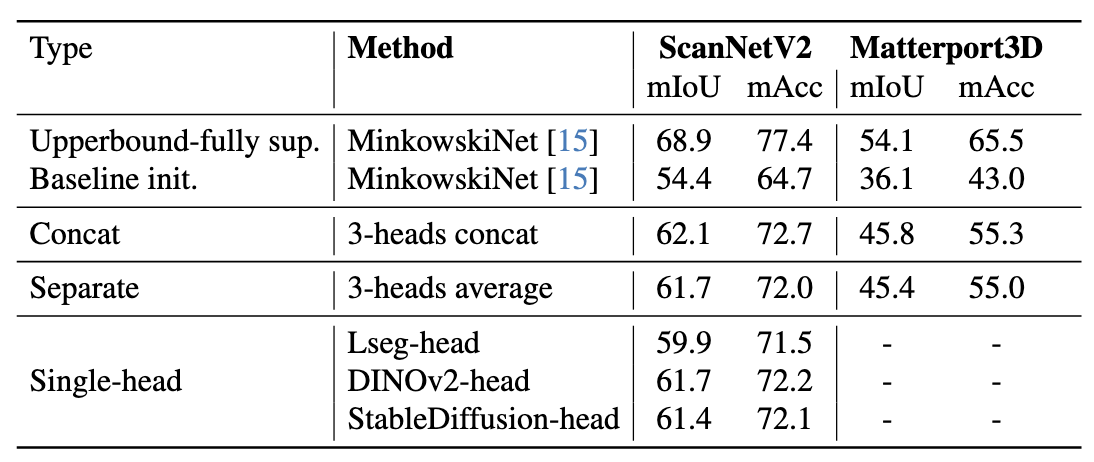 Type Method ScanNetV2 Matterport3D
mIoU mAcc mIoU mAcc
Upperbound-fully sup. MinkowskiNet [15] 68.9 77.4 54.1 65.5
Baseline init. MinkowskiNet [15] 54.4 64.7 36.1 43.0
Concat 3-heads concat 62.1 72.7 45.8 55.3
Separate 3-heads average 61.7 72.0 45.4 55.0
Lseg-head 59.9 71.5 - -
Single-head DINOv2-head 61.7 72.2 - -
StableDiffusion-head 61.4 72.1 - -